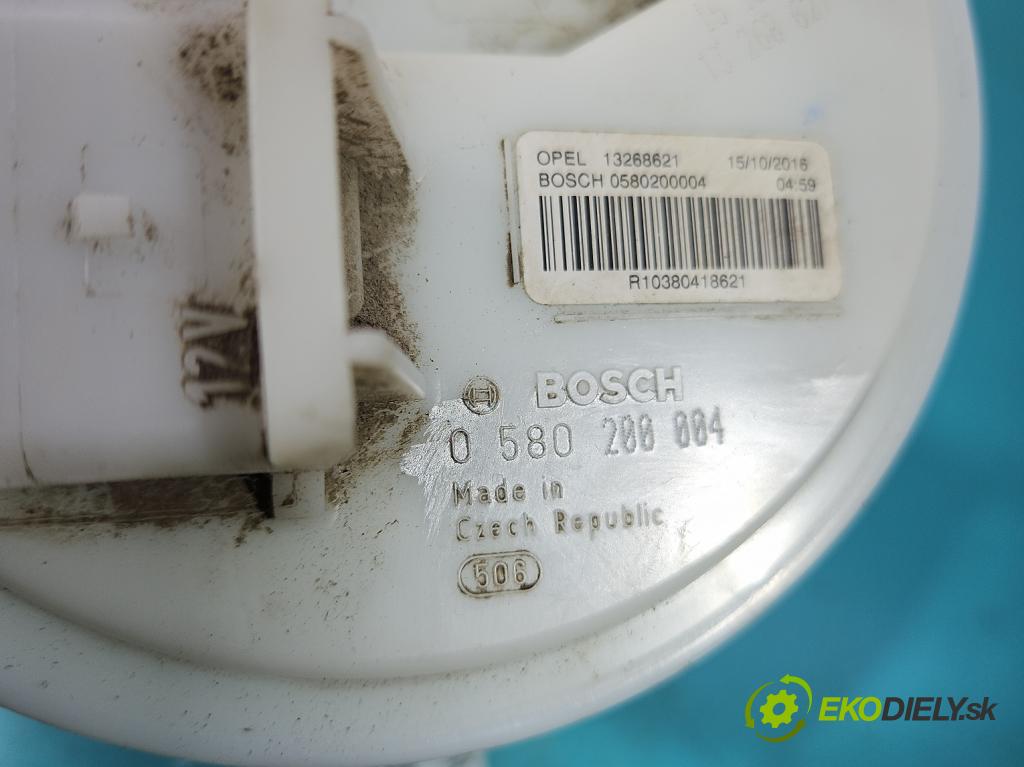 OPEL 13268621 15/10/2016
BOSCH 0580200004 04:59
R10380418621
12V
BOSCH
0 580 200 004
Made in
Czech Republic
506
EKODIELY.sk